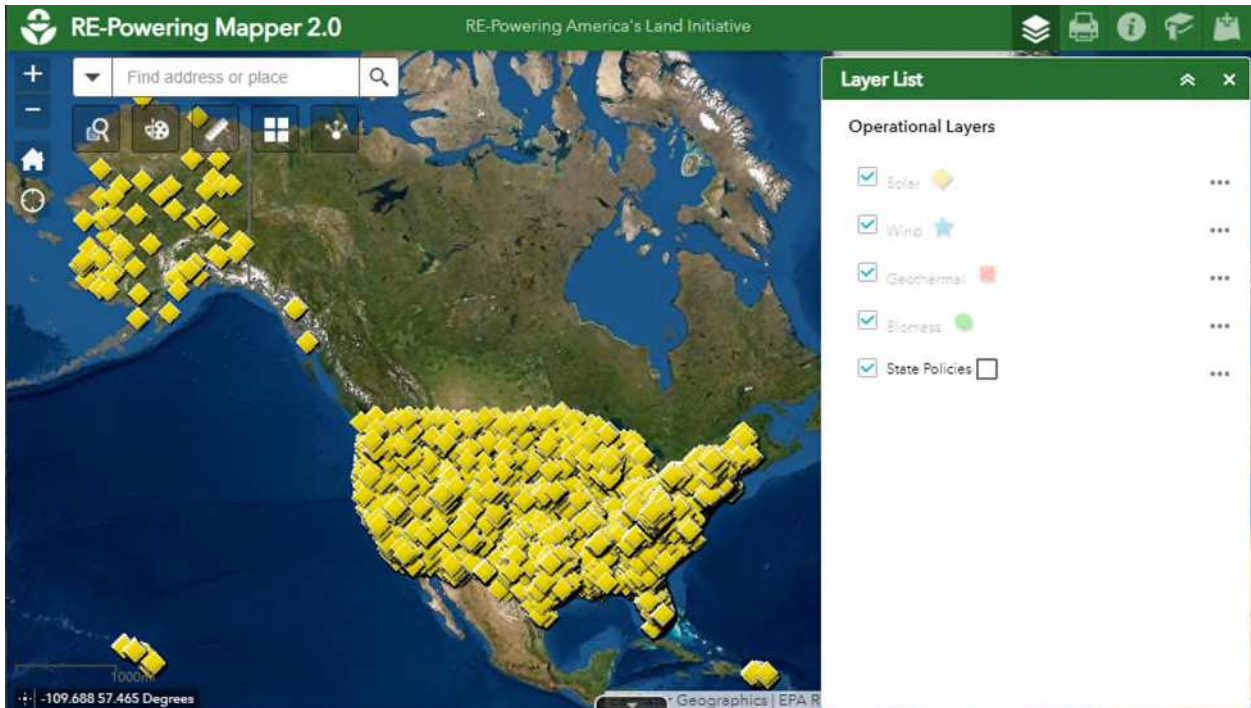 RE-Powering Mapper 2.0
RE-Powering America's Land Initiative
Find address or place
Layer List
Operational Layers
Solar
Wind
Geothermal
Biomass
State Policies
1000mi
-109.688 57.465 Degrees
Geographics | EPA R